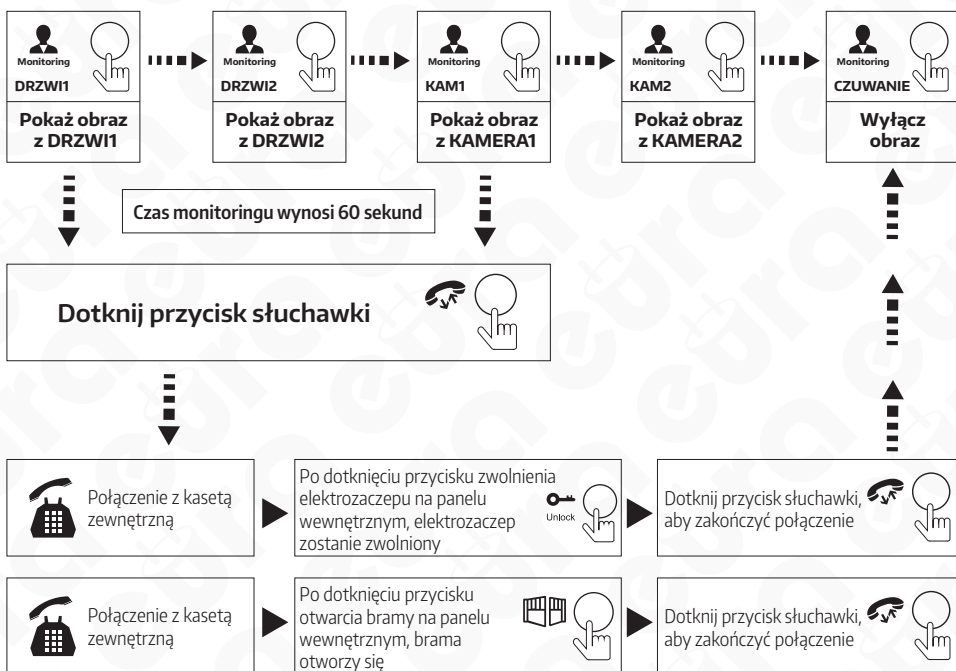 Monitoring
DRZWI1
Pokaż obraz
z DRZWI1
Monitoring
DRZWI2
Pokaż obraz
z DRZWI2
Monitoring
KAM1
Pokaż obraz
z KAMERA1
Monitoring
KAM2
Pokaż obraz
z KAMERA2
Monitoring
CZUWANIE
Wyłącz
obraz
Czas monitoringu wynosi 60 sekund
Dotknij przycisk słuchawki
Połączenie z kasetą
zewnętrzną
Po dotknięciu przycisku zwolnienia
elektrozaczepu na panelu
wewnętrznym, elektrozaczep
zostanie zwolniony
Unlock
Dotknij przycisk słuchawki,
aby zakończyć połączenie
Połączenie z kasetą
zewnętrzną
Po dotknięciu przycisku
otwarcia bramy na panelu
wewnętrznym, brama
otworzy się
Dotknij przycisk słuchawki,
aby zakończyć połączenie